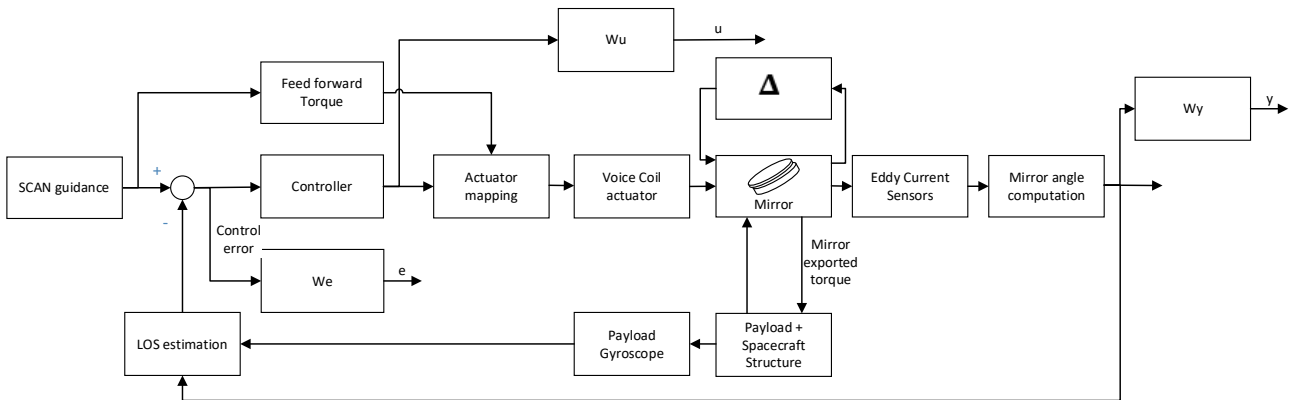 Wu
u
Feed forward
Torque
Δ
Wy
y
SCAN guidance
+
-
Controller
Actuator
mapping
Voice Coil
actuator
Mirror
Eddy Current
Sensors
Mirror angle
computation
Control
error
We
e
Mirror
exported
torque
LOS estimation
Payload
Gyroscope
Payload +
Spacecraft
Structure